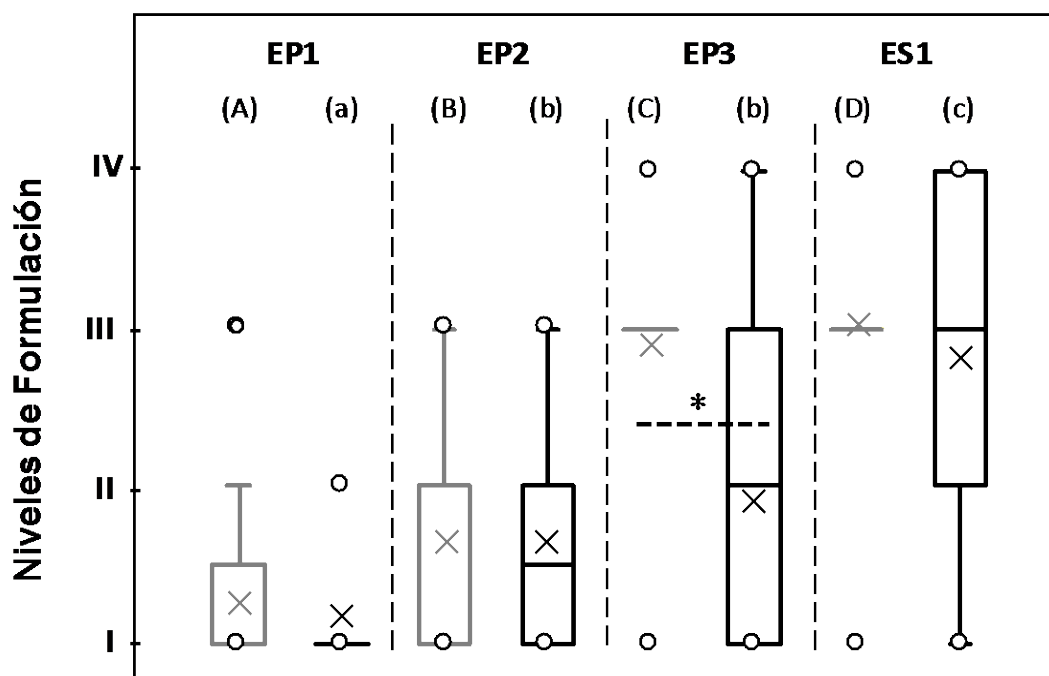 EP1 EP2 EP3 ES1
(A) (a) (B) (b) (C) (b) (D) (c)
IV
III
*
II
I
Niveles de Formulación